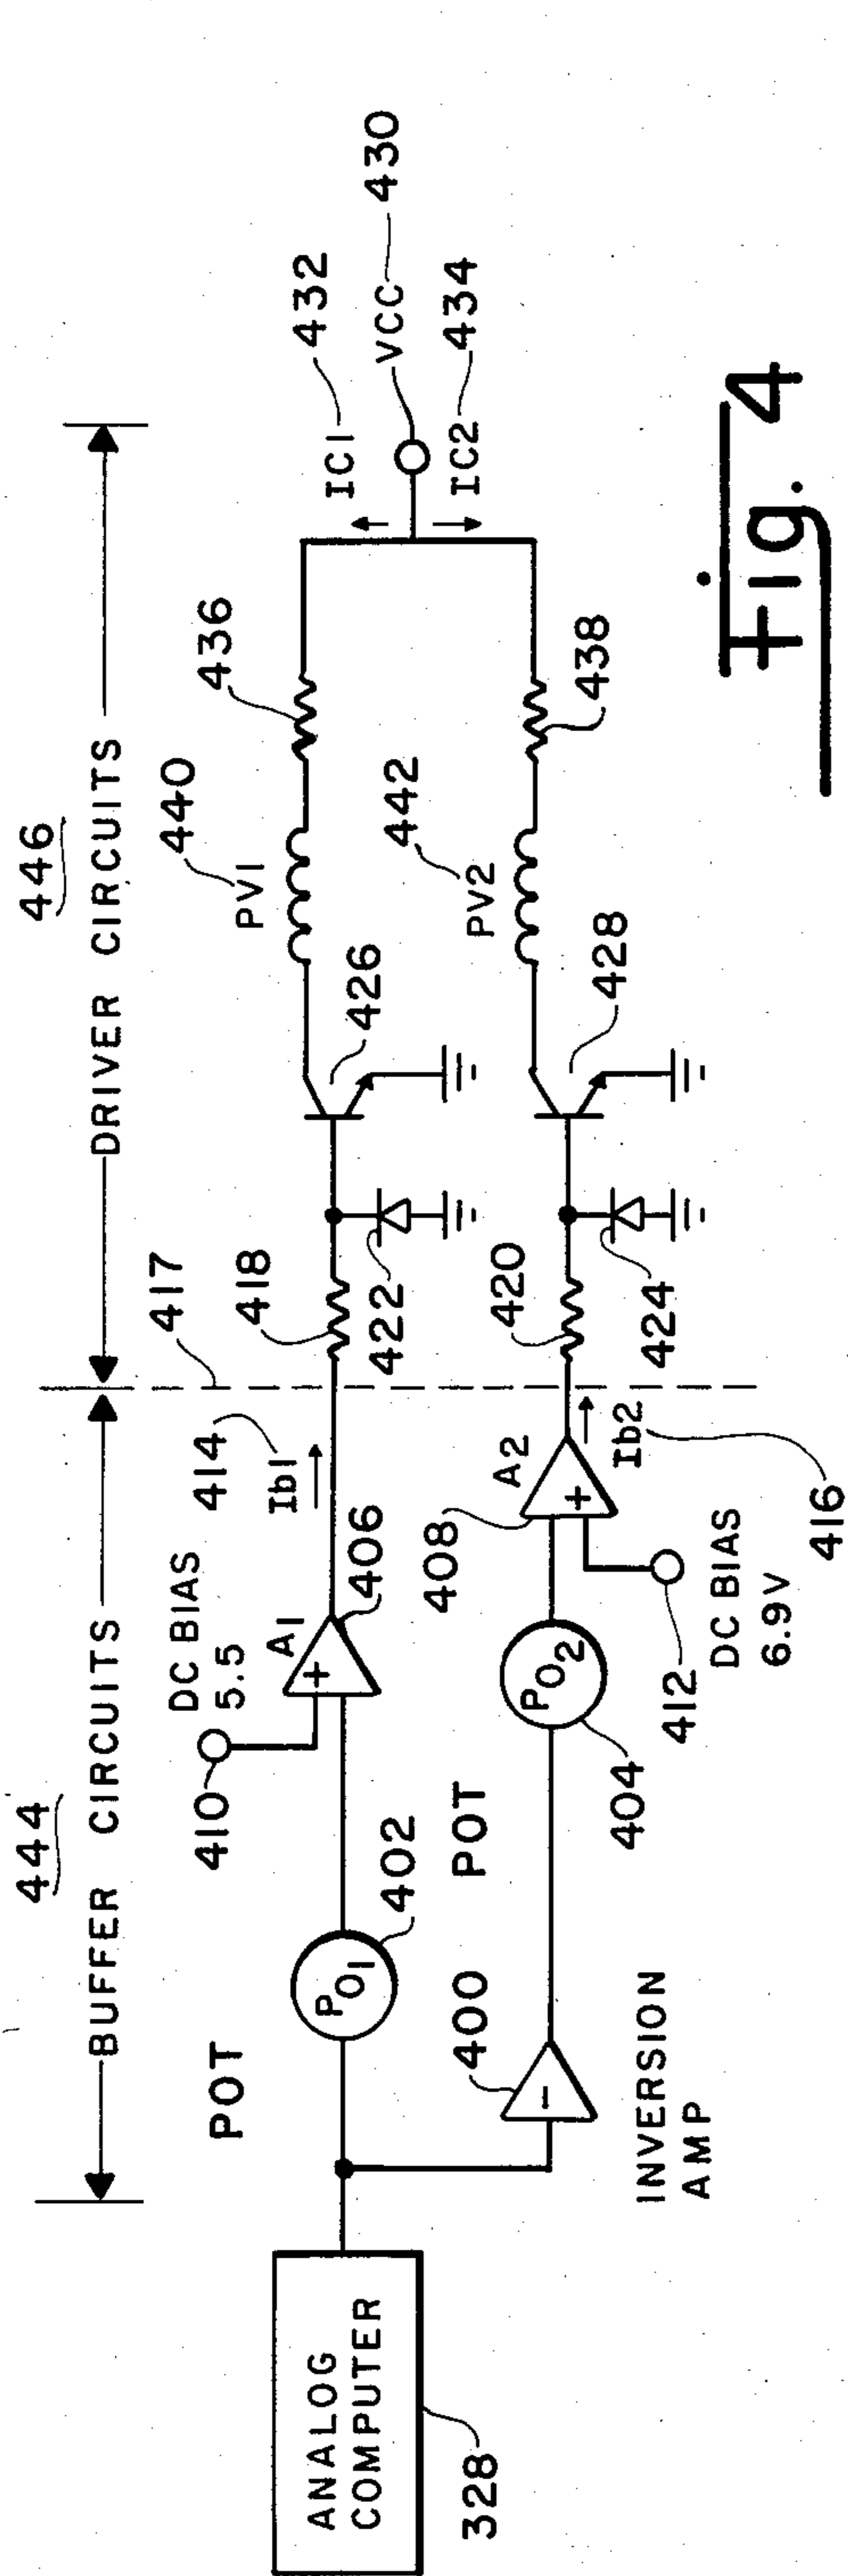 444
BUFFER CIRCUITS
446
DRIVER CIRCUITS
POT
DC BIAS
5.5
410
A1
406
414
Ib1
417
418
422
426
PV1
440
436
IC1
432
VCC
430
IC2
434
ANALOG
COMPUTER
328
PO1
402
400
INVERSION
AMP
POT
PO2
404
408
A2
412
DC BIAS
6.9V
Ib2
416
420
424
428
PV2
442
438
Fig. 4